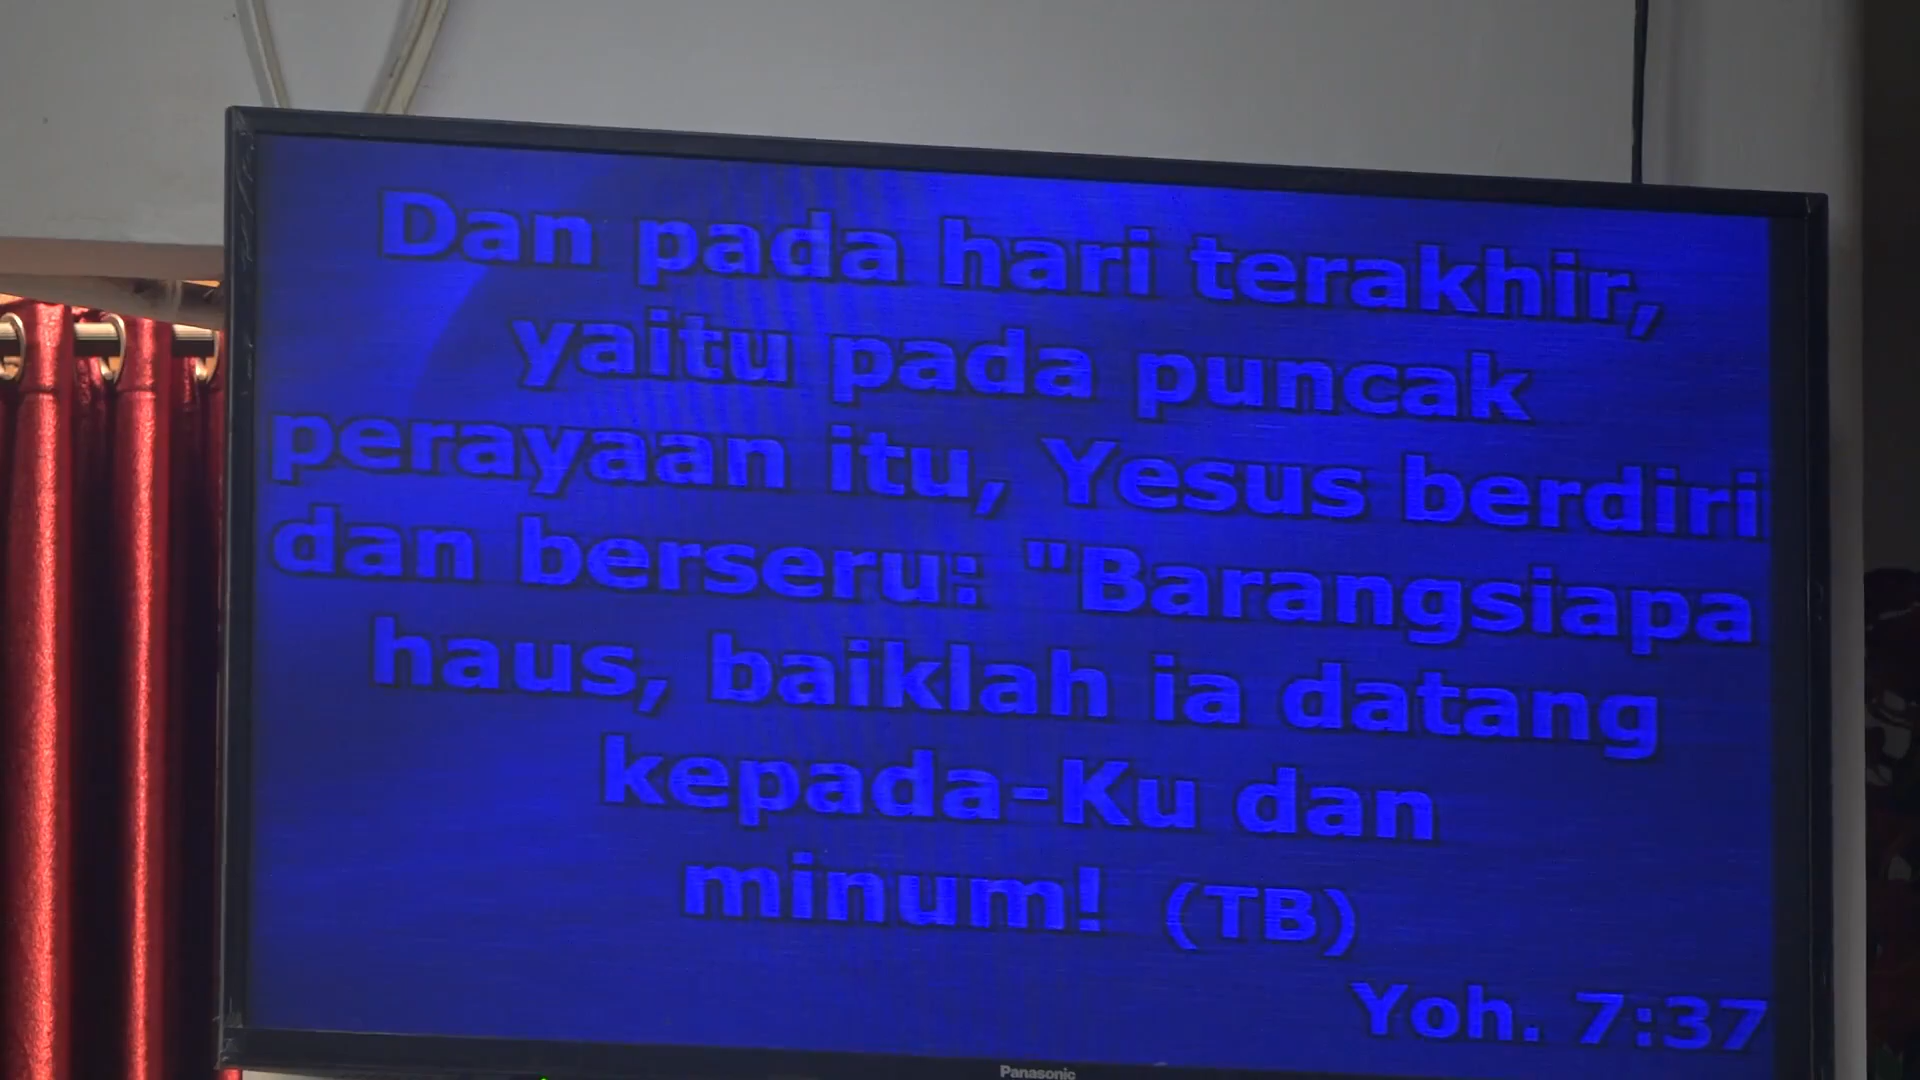 Dan pada hari terakhir,
yaitu pada puncak
perayaan itu, Yesus berdiri
dan berseru: "Barangsiapa
haus, baiklah ia datang
kepada-Ku dan
minum! (TB)
Yoh. 7:37
Panasonic